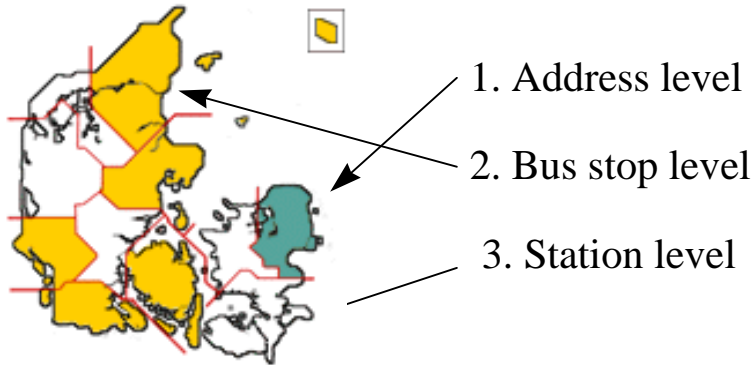 1. Address level
2. Bus stop level
3. Station level